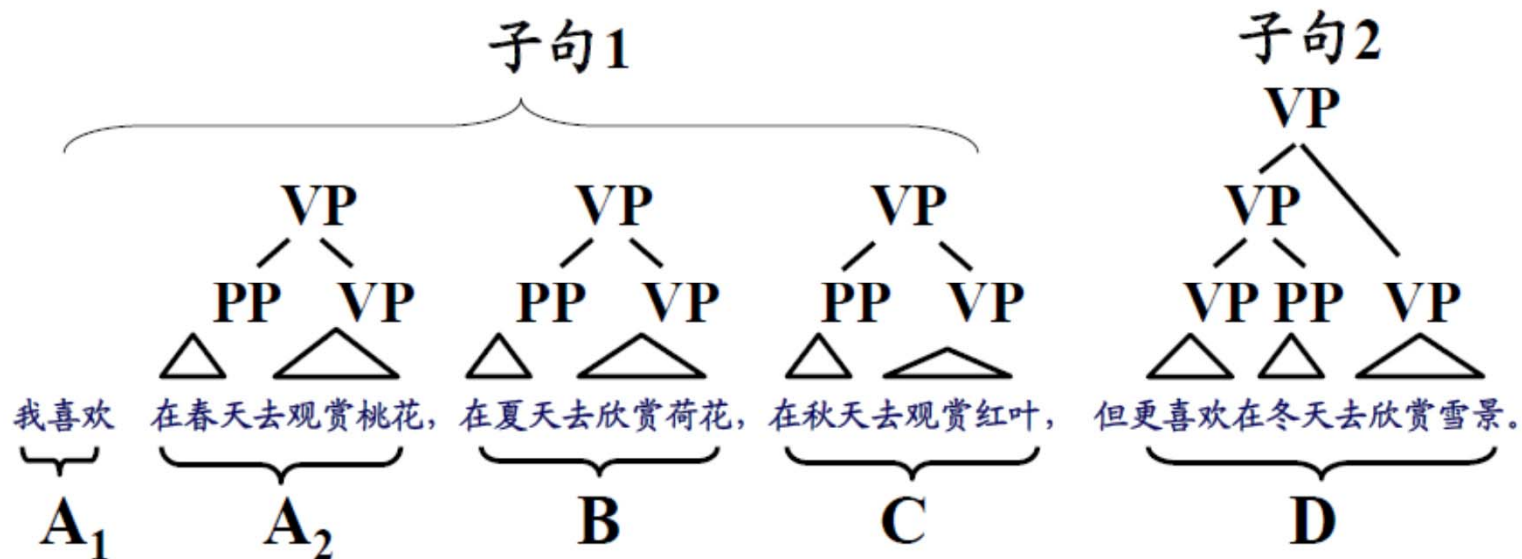 子句1 子句2
VP
VP VP VP VP
PP VP PP VP PP VP VP PP VP
我喜欢 在春天去观赏桃花，在夏天去欣赏荷花，在秋天去观赏红叶， 但更喜欢在冬天去欣赏雪景。
A₁ A₂ B C D